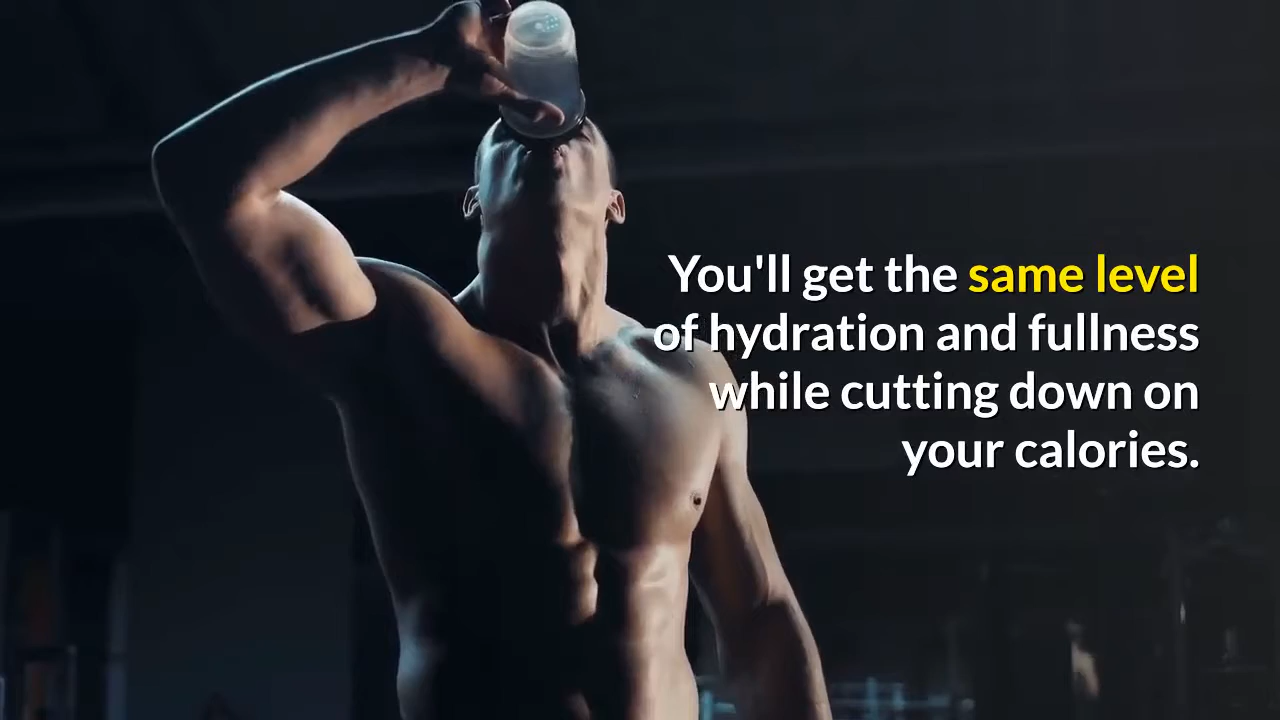 You'll get the same level
of hydration and fullness
while cutting down on
your calories.